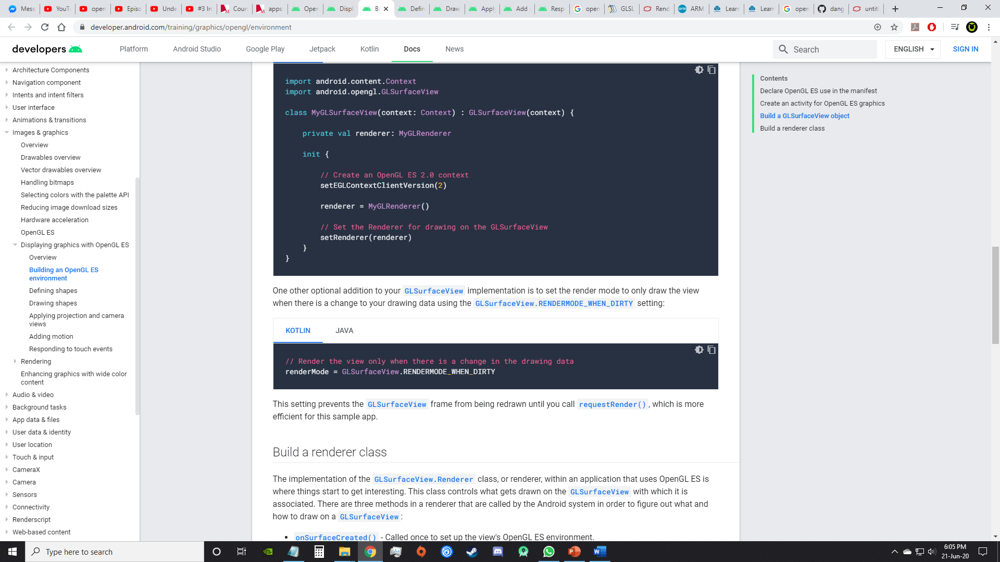 Mess
YouTu
open
Episo
Unde
#3 In
Cours
apps
Open
Displa
B
Defin
Draw
Apply
Add
Resp
open
GLSL
Rend
ARM
Learn
Learn
open
dang
untitl
developer.android.com/training/graphics/opengl/environment
developers
Platform
Android Studio
Google Play
Jetpack
Kotlin
Docs
News
Search
ENGLISH
SIGN IN
Architecture Components
Navigation component
Intents and intent filters
User interface
Animations & transitions
Images & graphics
Overview
Drawables overview
Vector drawables overview
Handling bitmaps
Selecting colors with the palette API
Reducing image download sizes
Hardware acceleration
OpenGL ES
Displaying graphics with OpenGL ES
Overview
Building an OpenGL ES
environment
Defining shapes
Drawing shapes
Applying projection and camera
views
Adding motion
Responding to touch events
Rendering
Enhancing graphics with wide color
content
Audio & video
Background tasks
App data & files
User data & identity
User location
Touch & input
CameraX
Camera
Sensors
Connectivity
Renderscript
Web-based content
import android.content.Context
import android.opengl.GLSurfaceView
class MyGLSurfaceView(context: Context) : GLSurfaceView(context) {
private val renderer: MyGLRenderer
init {
// Create an OpenGL ES 2.0 context
setEGLContextClientVersion(2)
renderer = MyGLRenderer()
// Set the Renderer for drawing on the GLSurfaceView
setRenderer(renderer)
}
}
One other optional addition to your GLSurfaceView implementation is to set the render mode to only draw the view
when there is a change to your drawing data using the GLSurfaceView.RENDERMODE_WHEN_DIRTY setting:
KOTLIN
JAVA
// Render the view only when there is a change in the drawing data
renderMode = GLSurfaceView.RENDERMODE_WHEN_DIRTY
This setting prevents the GLSurfaceView frame from being redrawn until you call requestRender(), which is more
efficient for this sample app.
Build a renderer class
The implementation of the GLSurfaceView.Renderer class, or renderer, within an application that uses OpenGL ES is
where things start to get interesting. This class controls what gets drawn on the GLSurfaceView with which it is
associated. There are three methods in a renderer that are called by the Android system in order to figure out what and
how to draw on a GLSurfaceView:
• onSurfaceCreated() - Called once to set up the view's OpenGL ES environment.
Contents
Declare OpenGL ES use in the manifest
Create an activity for OpenGL ES graphics
Build a GLSurfaceView object
Build a renderer class
Type here to search
6:05 PM
21-Jun-20